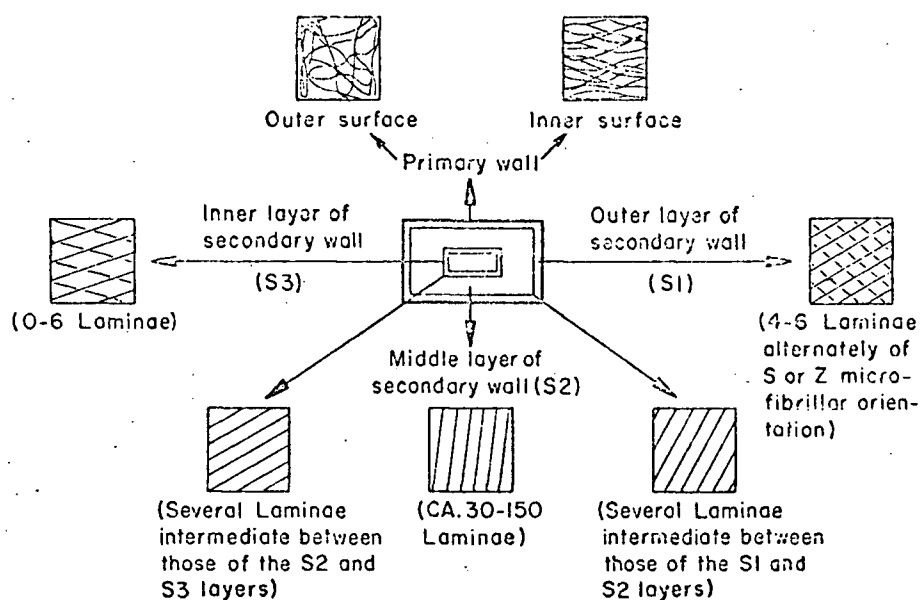 Outer surface
Inner surface
Primary wall
Inner layer of
secondary wall
(S3)
(0-6 Laminae)
Outer layer of
secondary wall
(S1)
(4-6 Laminae
alternately of
S or Z micro-
fibrillar orien-
tation)
Middle layer of
secondary wall (S2)
(Several Laminae
intermediate between
those of the S2 and
S3 layers)
(CA. 30-150
Laminae)
(Several Laminae
intermediate between
those of the S1 and
S2 layers)